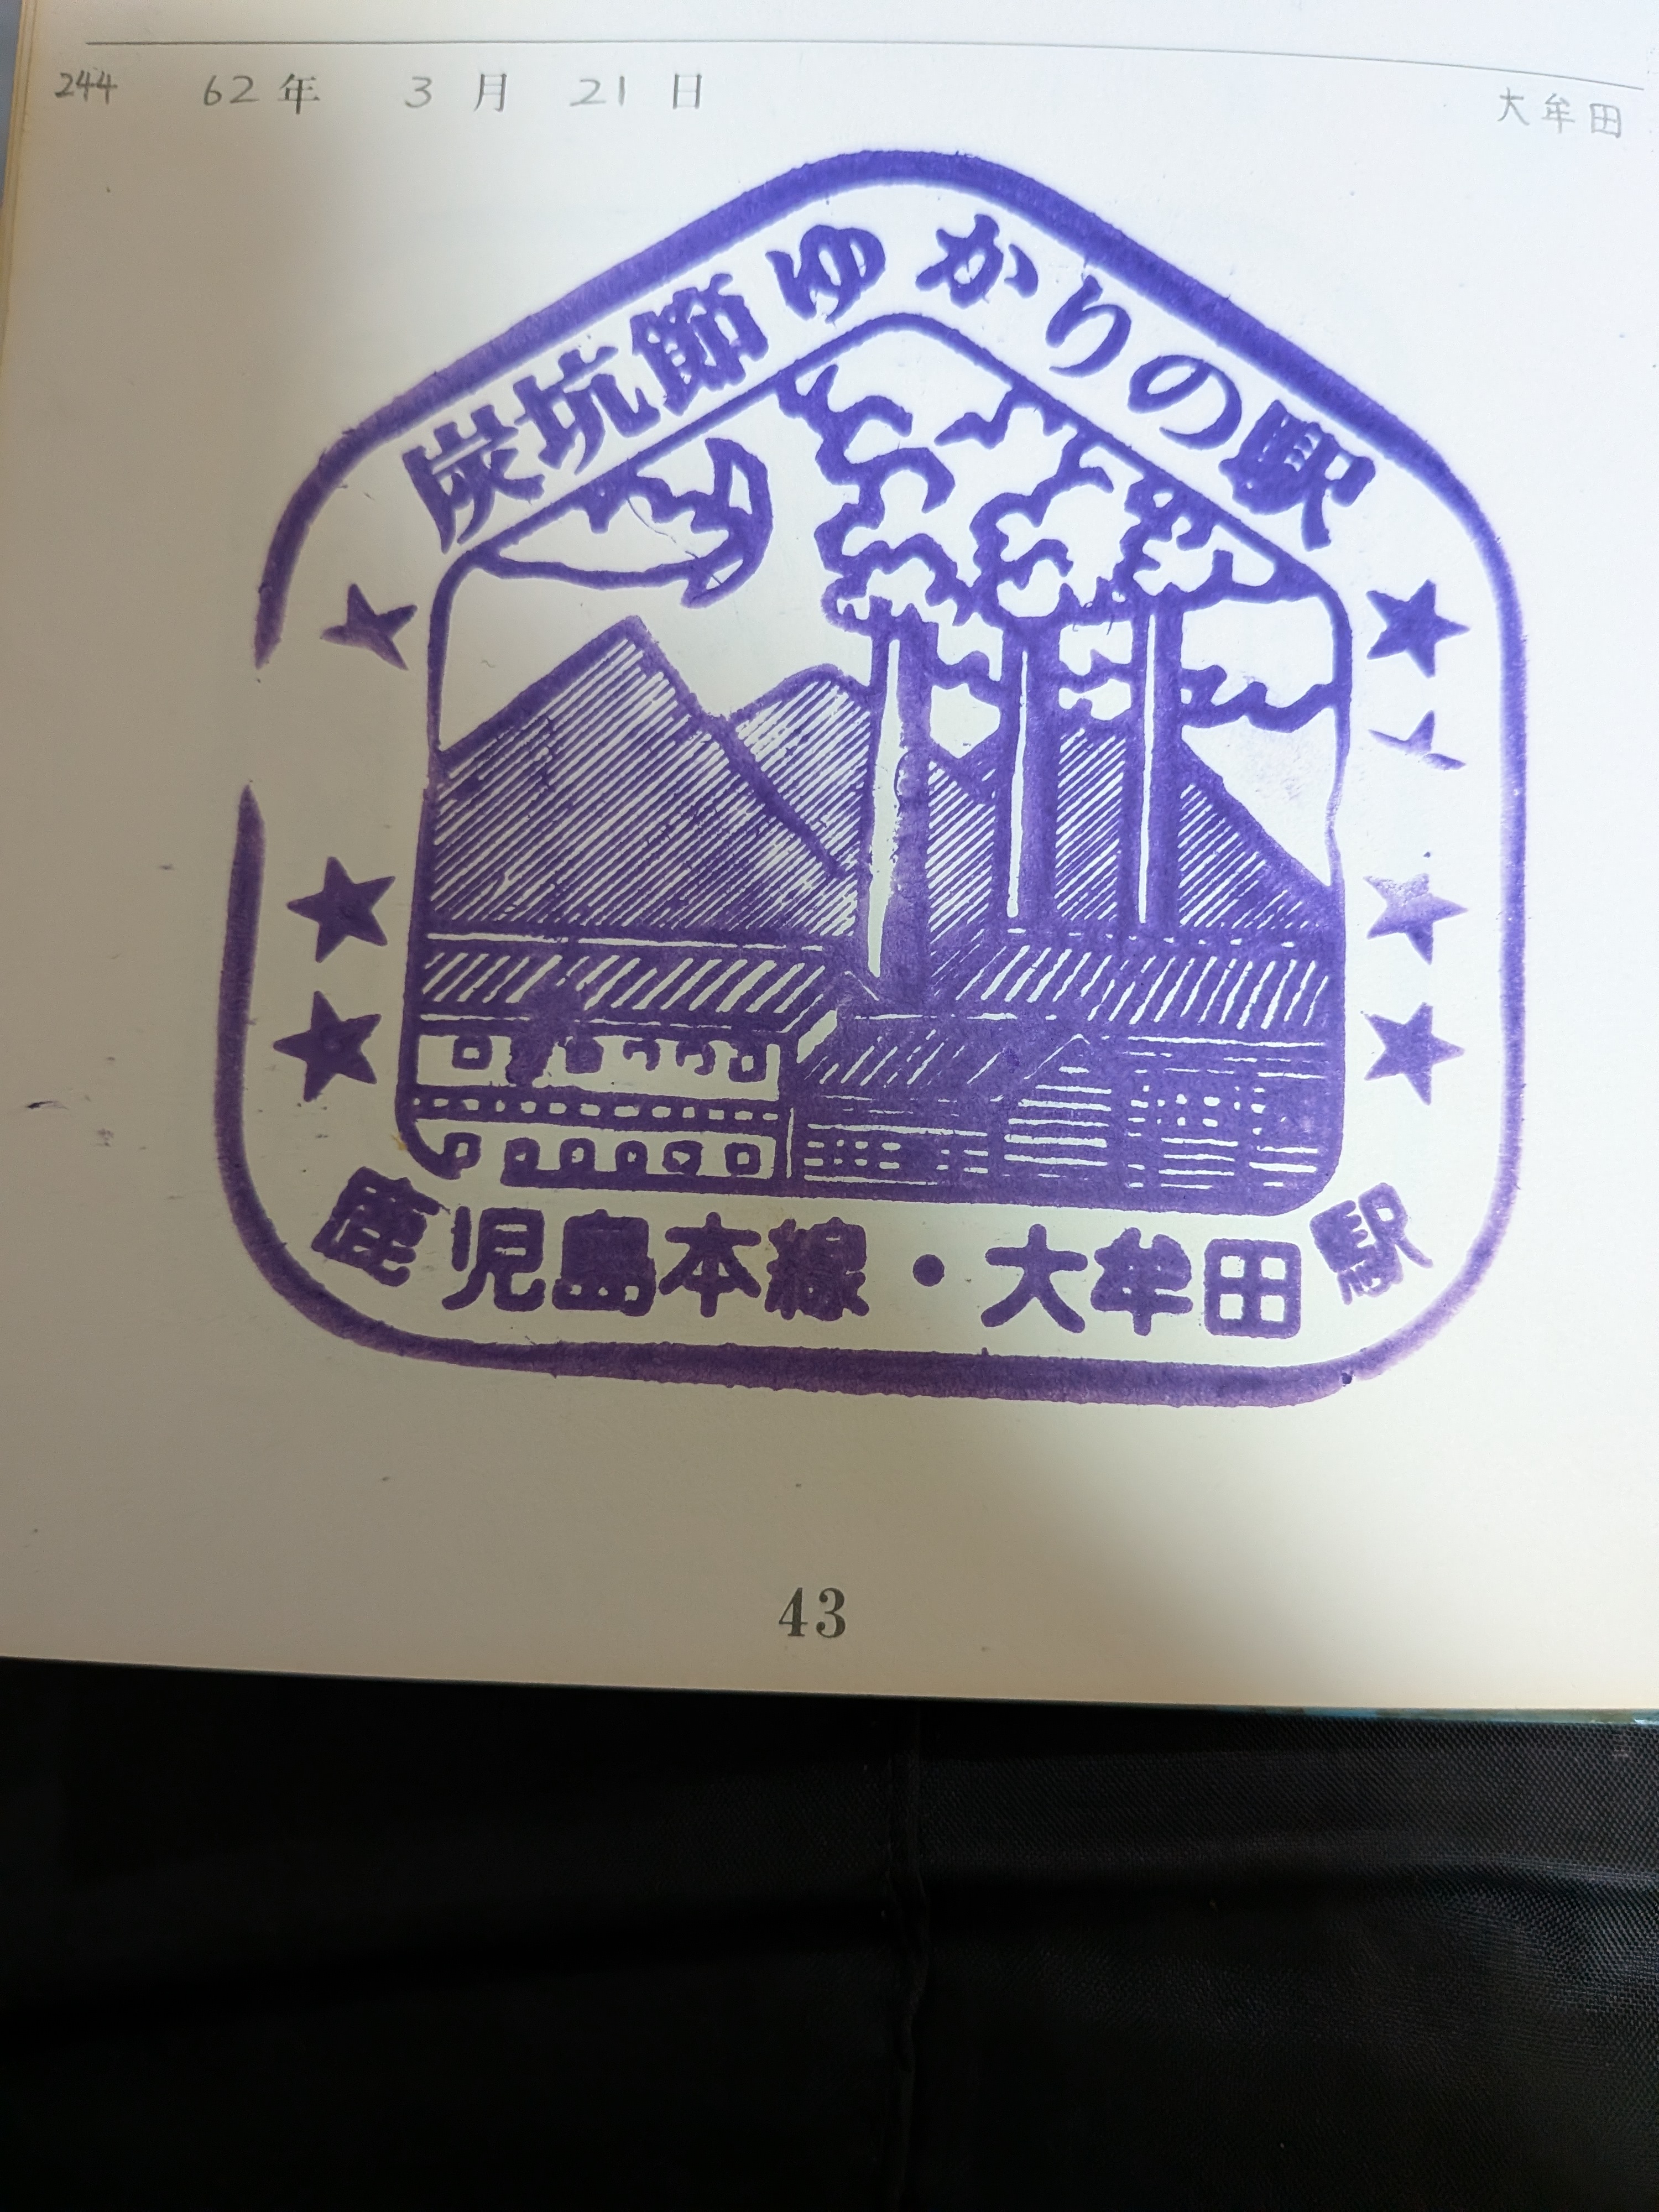 244 62年 3月 21日 大牟田
炭坑節ゆかりの駅
鹿児島本線・大牟田駅
43